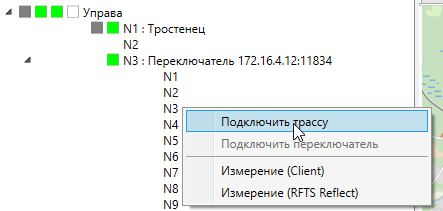 Управа
N1 : Тростенец
N2
N3 : Переключатель 172.16.4.12:11834
N1
N2
N3
N4
N5
N6
N7
N8
N9
Подключить трассу
Подключить переключатель
Измерение (Client)
Измерение (RFTS Reflect)